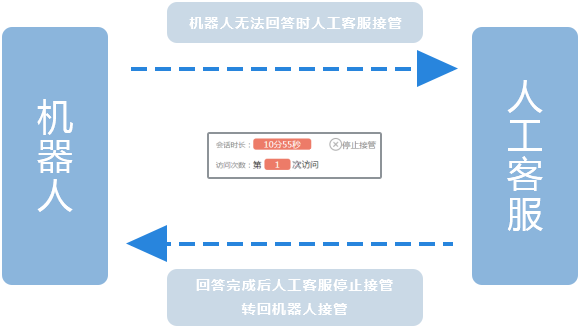 机器人无法回答时人工客服接管
机器人
人工客服
会话时长：10分55秒 停止接管
访问次数：第 1 次访问
回答完成后人工客服停止接管
转回机器人接管